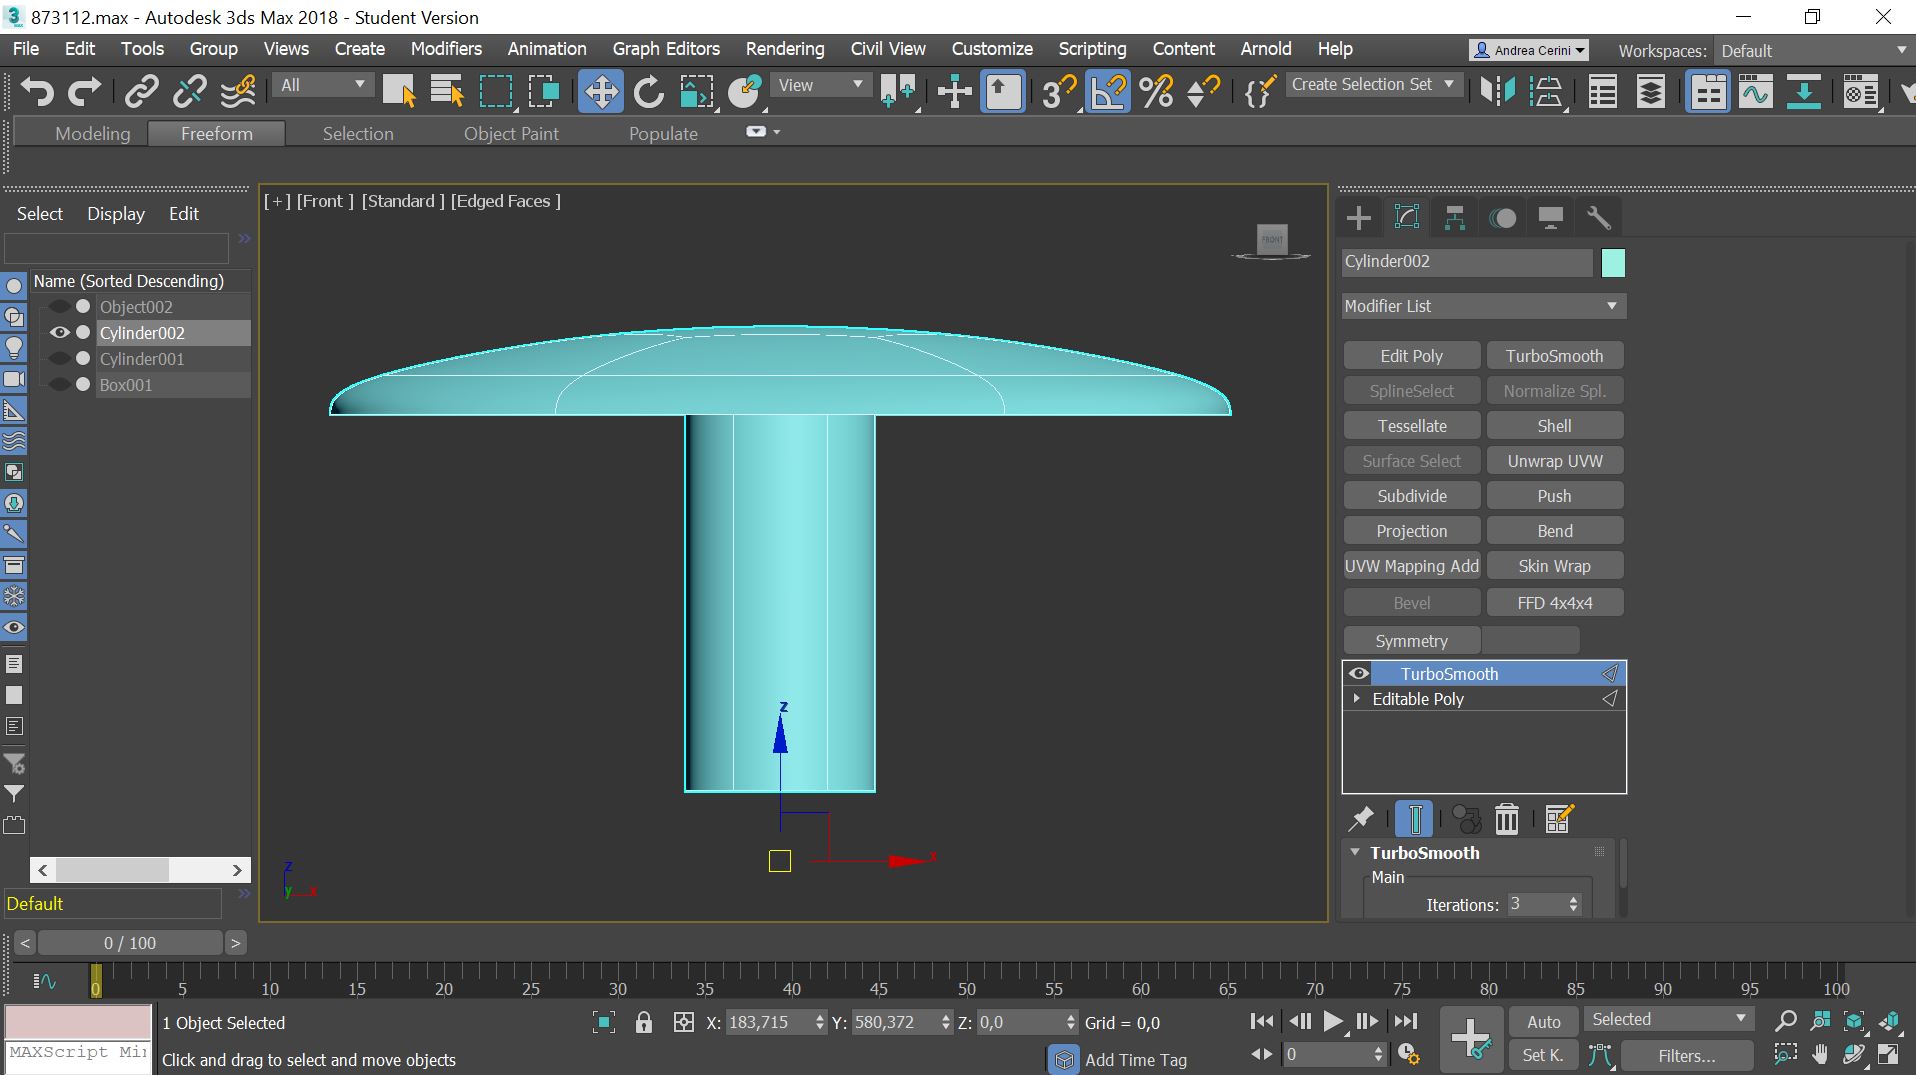 873112.max - Autodesk 3ds Max 2018 - Student Version
File Edit Tools Group Views Create Modifiers Animation Graph Editors Rendering Civil View Customize Scripting Content Arnold Help
Andrea Cerini Workspaces: Default
All View Create Selection Set
Modeling Freeform Selection Object Paint Populate
Select Display Edit
[ + ] [Front ] [Standard ] [Edged Faces ]
FRONT
Name (Sorted Descending)
Object002
Cylinder002
Cylinder001
Box001
Default
z
x
z
y x
Cylinder002
Modifier List
Edit Poly TurboSmooth
SplineSelect Normalize Spl.
Tessellate Shell
Surface Select Unwrap UVW
Subdivide Push
Projection Bend
UVW Mapping Add Skin Wrap
Bevel FFD 4x4x4
Symmetry
TurboSmooth
Editable Poly
TurboSmooth
Main
Iterations: 3
< 0 / 100 >
0 5 10 15 20 25 30 35 40 45 50 55 60 65 70 75 80 85 90 95 100
1 Object Selected X: 183,715 Y: 580,372 Z: 0,0 Grid = 0,0
Auto Selected
MAXScript Mi
Click and drag to select and move objects Add Time Tag 0 Set K. Filters...